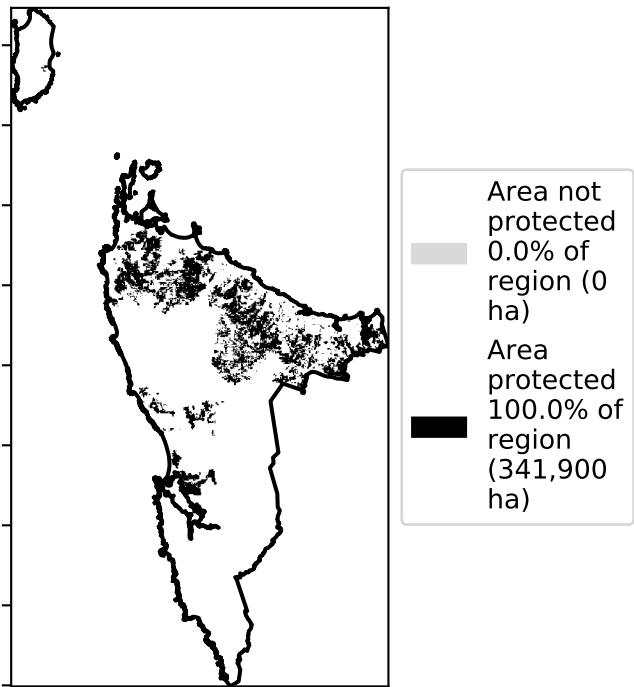 Area not
protected
0.0% of
region (0
ha)
Area
protected
100.0% of
region
(341,900
ha)